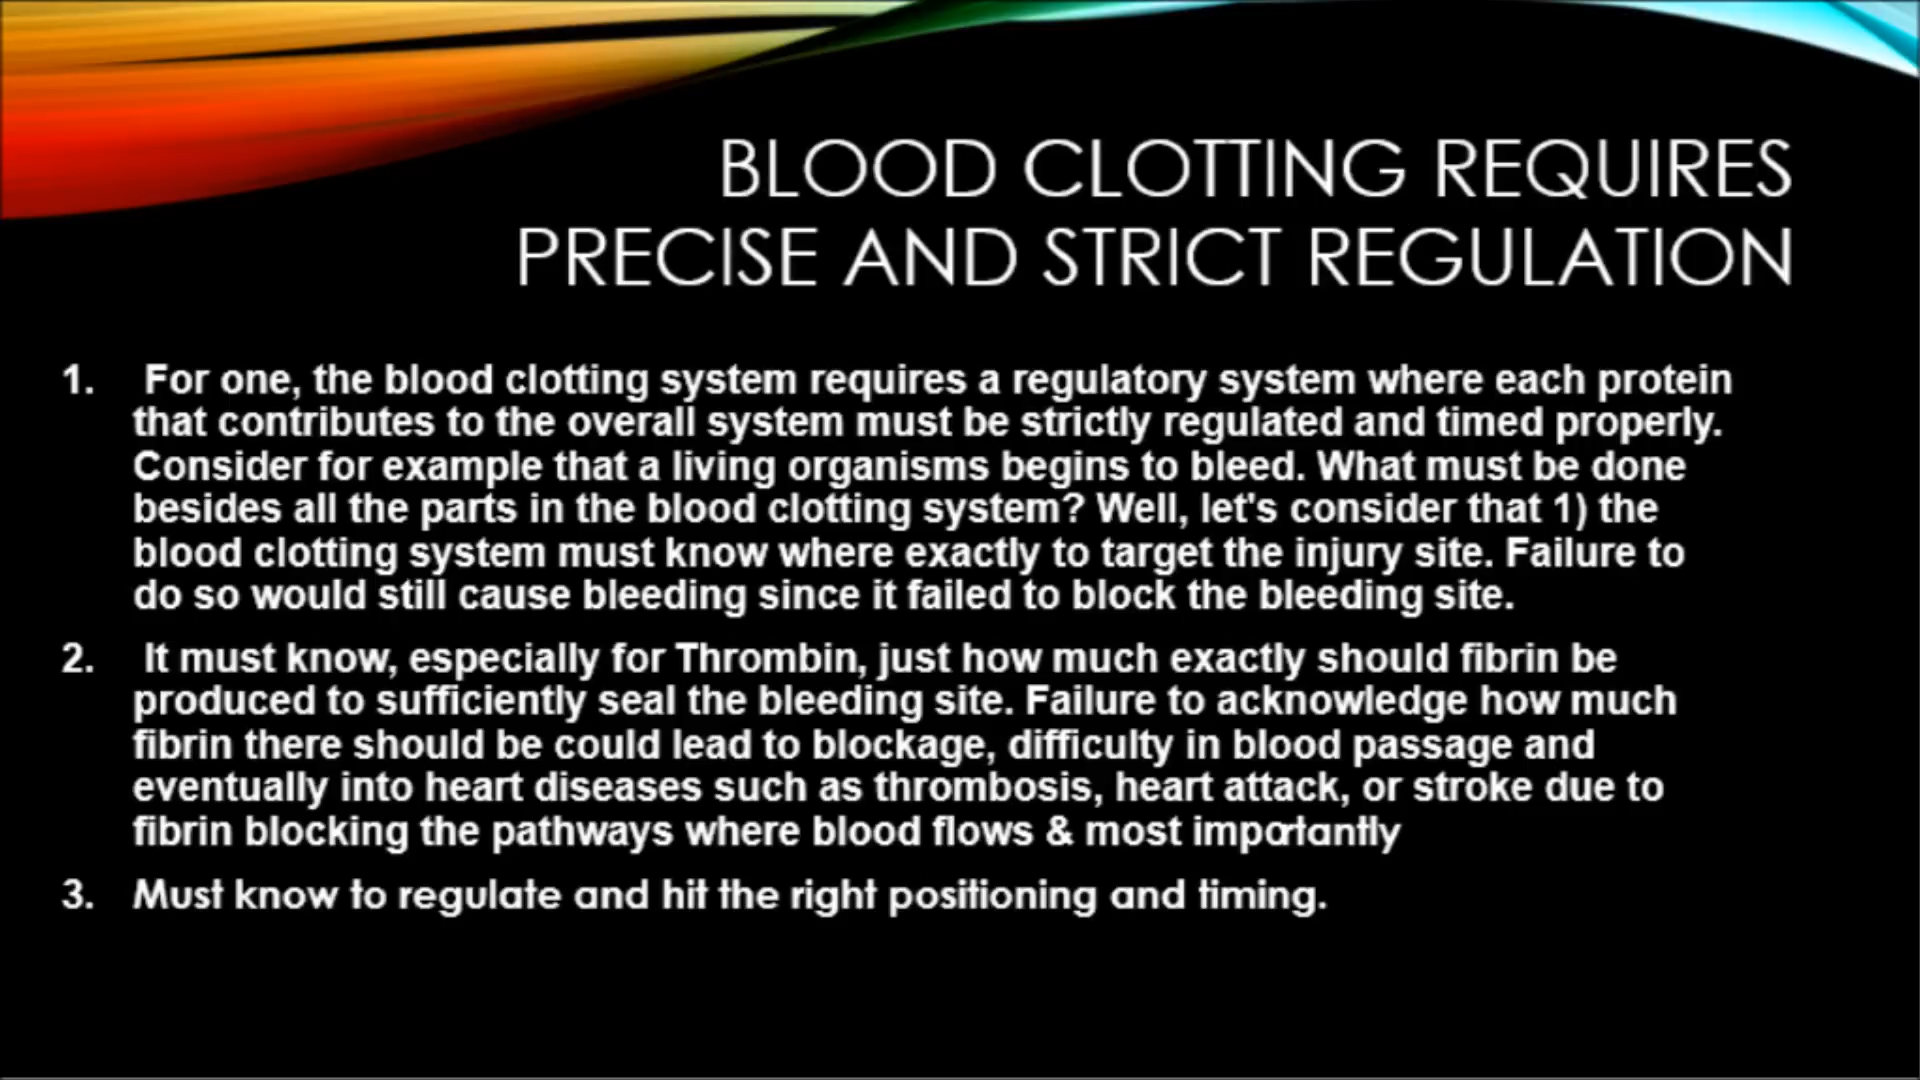 BLOOD CLOTTING REQUIRES
PRECISE AND STRICT REGULATION
1. For one, the blood clotting system requires a regulatory system where each protein
that contributes to the overall system must be strictly regulated and timed properly.
Consider for example that a living organisms begins to bleed. What must be done
besides all the parts in the blood clotting system? Well, let's consider that 1) the
blood clotting system must know where exactly to target the injury site. Failure to
do so would still cause bleeding since it failed to block the bleeding site.
2. It must know, especially for Thrombin, just how much exactly should fibrin be
produced to sufficiently seal the bleeding site. Failure to acknowledge how much
fibrin there should be could lead to blockage, difficulty in blood passage and
eventually into heart diseases such as thrombosis, heart attack, or stroke due to
fibrin blocking the pathways where blood flows & most importantly
3. Must know to regulate and hit the right positioning and timing.